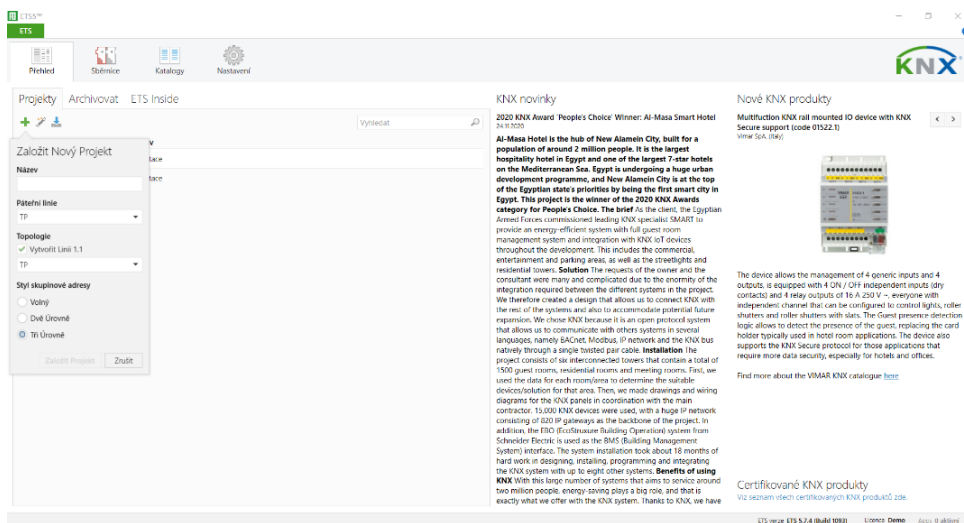 ETS5™
ETS
Přehled
Sběrnice
Katalogy
Nastavení
KNX
Projekty
Archivovat
ETS Inside
Vyhledat
Založit Nový Projekt
Název
Páteřní linie
TP
Topologie
Vytvořit Linii 1.1
TP
Styl skupinové adresy
Volný
Dvě Úrovně
Tři Úrovně
Založit Projekt
Zrušit
v
tace
tace
KNX novinky
2020 KNX Award 'People's Choice' Winner: Al-Masa Smart Hotel
24.11.2020
Al-Masa Hotel is the hub of New Alamein City, built for a
population of around 2 million people. It is the largest
hospitality hotel in Egypt and one of the largest 7-star hotels
on the Mediterranean Sea. Egypt is undergoing a huge urban
development programme, and New Alamein City is at the top
of the Egyptian state's priorities by being the first smart city in
Egypt. This project is the winner of the 2020 KNX Awards
category for People's Choice. The brief As the client, the Egyptian
Armed Forces commissioned leading KNX specialist SMART to
provide an energy-efficient system with full guest room
management system and integration with KNX IoT devices
throughout the development. This includes the commercial,
entertainment and parking areas, as well as the streetlights and
residential towers. Solution The requests of the owner and the
consultant were many and complicated due to the enormity of the
integration required between the different systems in the project.
We therefore created a design that allows us to connect KNX with
the rest of the systems and also to accommodate potential future
expansion. We chose KNX because it is an open protocol system
that allows us to communicate with others systems in several
languages, namely BACnet, Modbus, IP network and the KNX bus
natively through a single twisted pair cable. Installation The
project consists of six interconnected towers that contain a total of
1500 guest rooms, residential rooms and meeting rooms. First, we
used the data for each room/area to determine the suitable
devices/solution for that area. Then, we made drawings and wiring
diagrams for the KNX panels in coordination with the main
contractor. 15,000 KNX devices were used, with a huge IP network
consisting of 820 IP gateways as the backbone of the project. In
addition, the EBO (EcoStruxure Building Operation) system from
Schneider Electric is used as the BMS (Building Management
System) interface. The system installation took about 18 months of
hard work in designing, installing, programming and integrating
the KNX system with up to eight other systems. Benefits of using
KNX With this large number of systems that aims to service around
two million people, energy-saving plays a big role, and that is
exactly what we offer with the KNX system. Thanks to KNX, we have
Nové KNX produkty
Multifuction KNX rail mounted IO device with KNX
Secure support (code 01522.1)
Vimar SpA. (Italy)
The device allows the management of 4 generic inputs and 4
outputs, is equipped with 4 ON / OFF independent inputs (dry
contacts) and 4 relay outputs of 16 A 250 V ~, everyone with
independent channel that can be configured to control lights, roller
shutters and roller shutters with slats. The Guest presence detection
logic allows to detect the presence of the guest, replacing the card
holder typically used in hotel room applications. The device also
supports the KNX Secure protocol for those applications that
require more data security, especially for hotels and offices.
Find more about the VIMAR KNX catalogue here
Certifikované KNX produkty
Viz seznam všech certifikovaných KNX produktů zde.
ETS verze ETS 5.7.4 (Build 1093)
Licence Demo
Apps 0 aktivní